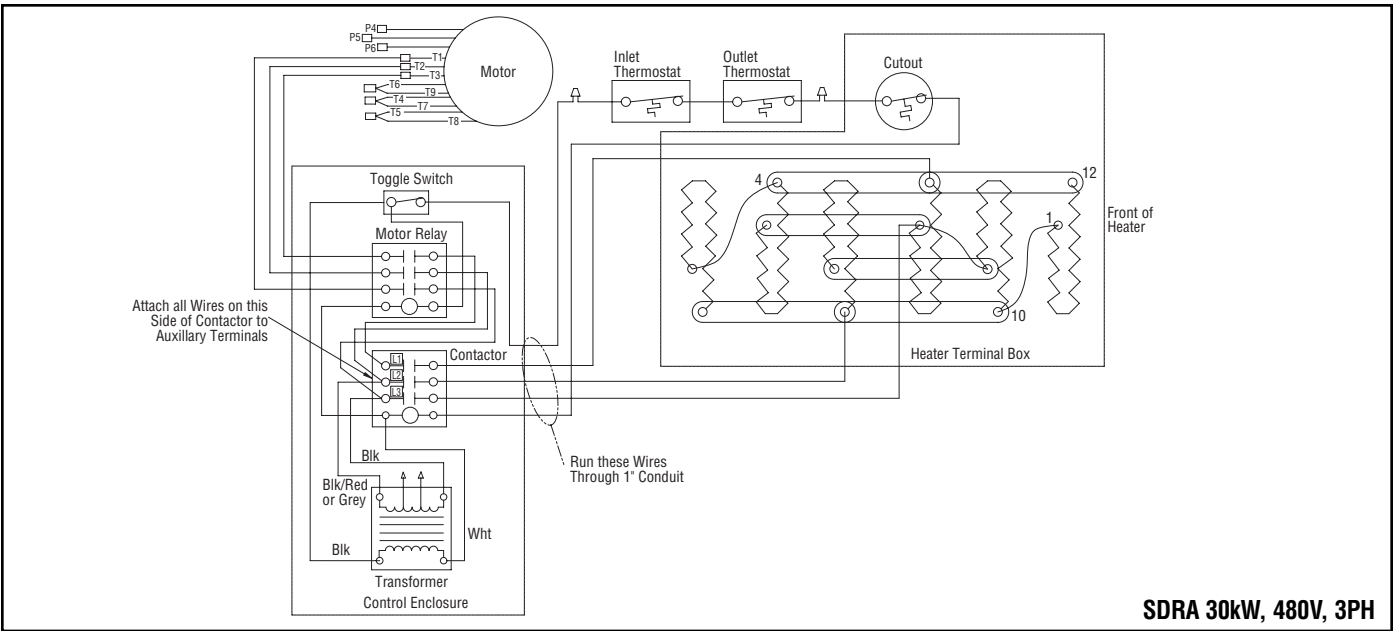 P4
P5
P6
T1
T2
T3
T6
T9
T4
T7
T5
T8
Motor
Inlet
Thermostat
Outlet
Thermostat
Cutout
Toggle Switch
Motor Relay
Attach all Wires on this
Side of Contactor to
Auxillary Terminals
L1
L2
L3
Contactor
4
12
1
10
Front of
Heater
Heater Terminal Box
Run these Wires
Through 1" Conduit
Blk
Blk/Red
or Grey
Wht
Blk
Transformer
Control Enclosure
SDRA 30kW, 480V, 3PH